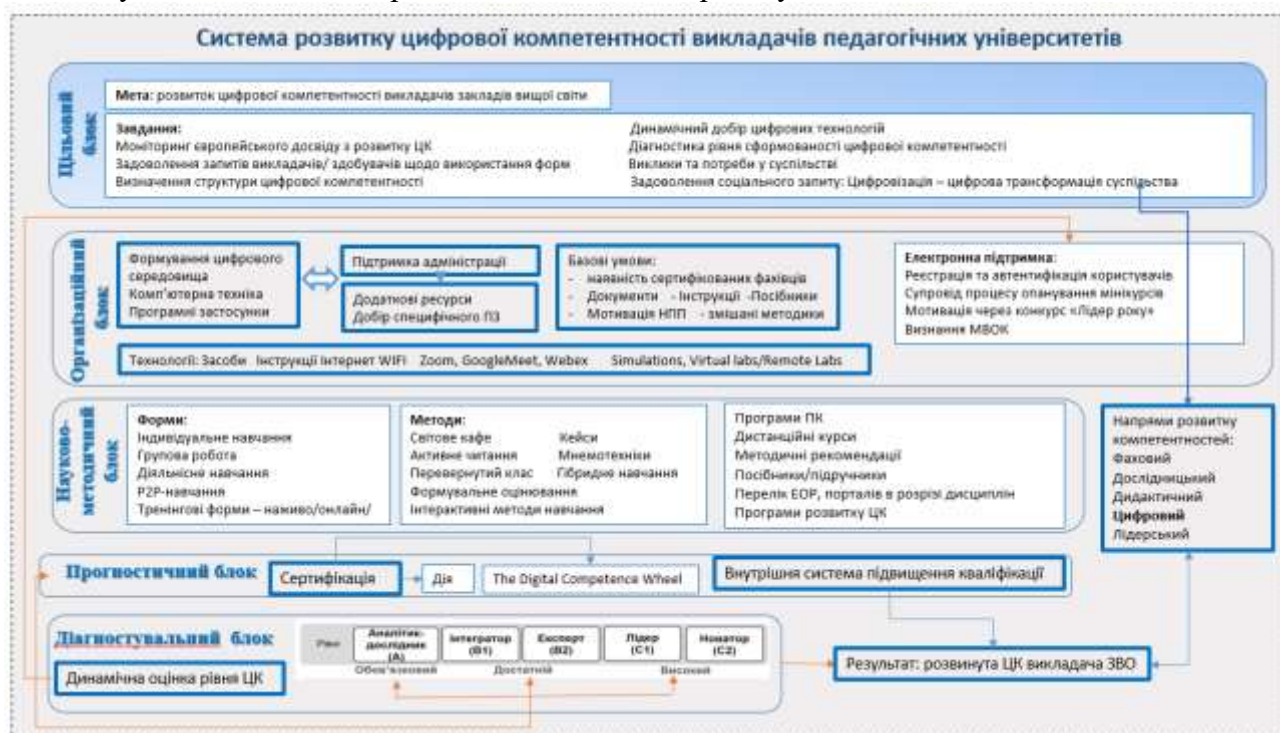 Система розвитку цифрової компетентності викладачів педагогічних університетів
Цільовий блок
Мета: розвиток цифрової компетентності викладачів закладів вищої світи
Завдання:
Моніторинг європейського досвіду з розвитку ЦК
Задоволення запитів викладачів/ здобувачів щодо використання форм
Визначення структури цифрової компетентності
Динамічний добір цифрових технологій
Діагностика рівня сформованості цифрової компетентності
Виклики та потреби у суспільстві
Задоволення соціального запиту: Цифровізація – цифрова трансформація суспільства
Організаційний блок
Формування цифрового
середовища
Комп'ютерна техніка
Програмні застосунки
Підтримка адміністрації
Додаткові ресурси
Добір специфічного ПЗ
Базові умови:
- наявність сертифікованих фахівців
- Документи - Інструкції -Посібники
- Мотивація НПП - змішані методики
Електронна підтримка:
Реєстрація та автентифікація користувачів
Супровід процесу опанування мінікурсів
Мотивація через конкурс «Лідер року»
Визнання МВОК
Технології: Засоби Інструкції Інтернет WIFI Zoom, GoogleMeet, Webex Simulations, Virtual labs/Remote Labs
Науково-
методичний
блок
Форми:
Індивідуальне навчання
Групова робота
Діяльнісне навчання
P2P-навчання
Тренінгові форми – наживо/онлайн/
Методи:
Світове кафе Кейси
Активне читання Мнемотехніки
Перевернутий клас Гібридне навчання
Формувальне оцінювання
Інтерактивні методи навчання
Програми ПК
Дистанційні курси
Методичні рекомендації
Посібники/підручники
Перелік ЕОР, порталів в розрізі дисциплін
Програми розвитку ЦК
Напрями розвитку
компетентностей:
Фаховий
Дослідницький
Дидактичний
Цифровий
Лідерський
Прогностичний блок
Сертифікація
Дія
The Digital Competence Wheel
Внутрішня система підвищення кваліфікації
Діагностувальний блок
Динамічна оцінка рівня ЦК
Рівні
Аналітик-
дослідник
(А)
Інтегратор
(В1)
Експерт
(В2)
Лідер
(С1)
Новатор
(С2)
Обов'язковий Достатній Високий
Результат: розвинута ЦК викладача ЗВО